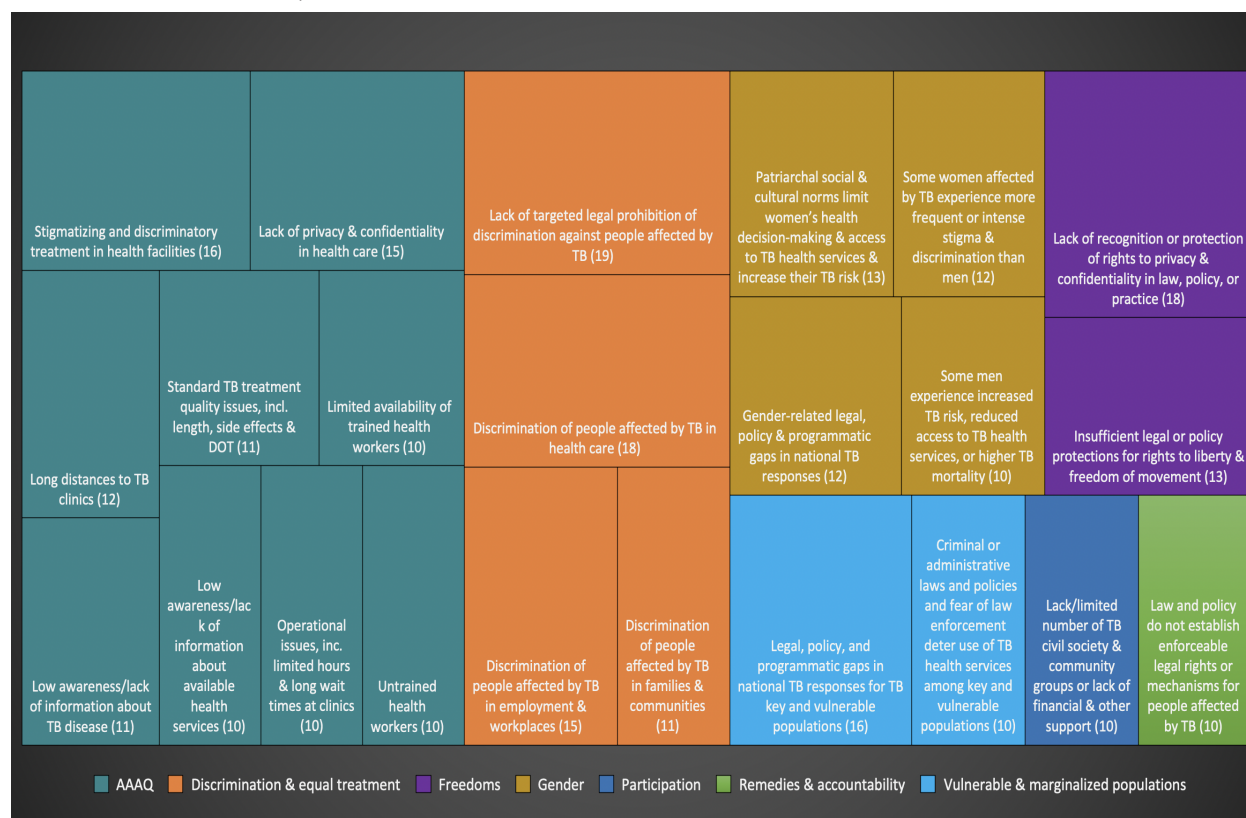 Stigmatizing and discriminatory
treatment in health facilities (16)
Lack of privacy & confidentiality
in health care (15)
Long distances to TB
clinics (12)
Standard TB treatment
quality issues, incl.
length, side effects &
DOT (11)
Limited availability of
trained health
workers (10)
Low awareness/lack
of information about
TB disease (11)
Low
awareness/lac
k of
information
about
available
health
services (10)
Operational
issues, inc.
limited hours
& long wait
times at clinics
(10)
Untrained
health
workers (10)
Lack of targeted legal prohibition of
discrimination against people affected by
TB (19)
Discrimination of people affected by TB in
health care (18)
Discrimination of
people affected by TB
in employment &
workplaces (15)
Discrimination
of people
affected by TB
in families &
communities
(11)
Patriarchal social &
cultural norms limit
women's health
decision-making & access
to TB health services &
increase their TB risk (13)
Some women affected
by TB experience more
frequent or intense
stigma &
discrimination than
men (12)
Gender-related legal,
policy & programmatic
gaps in national TB
responses (12)
Some men
experience increased
TB risk, reduced
access to TB health
services, or higher TB
mortality (10)
Lack of recognition or protection
of rights to privacy &
confidentiality in law, policy, or
practice (18)
Insufficient legal or policy
protections for rights to liberty &
freedom of movement (13)
Legal, policy, and
programmatic gaps in
national TB responses for TB
key and vulnerable
populations (16)
Criminal or
administrative
laws and policies
and fear of law
enforcement
deter use of TB
health services
among key and
vulnerable
populations (10)
Lack/limited
number of TB
civil society &
community
groups or lack of
financial & other
support (10)
Law and policy
do not establish
enforceable
legal rights or
mechanisms for
people affected
by TB (10)
AAAQ
Discrimination & equal treatment
Freedoms
Gender
Participation
Remedies & accountability
Vulnerable & marginalized populations